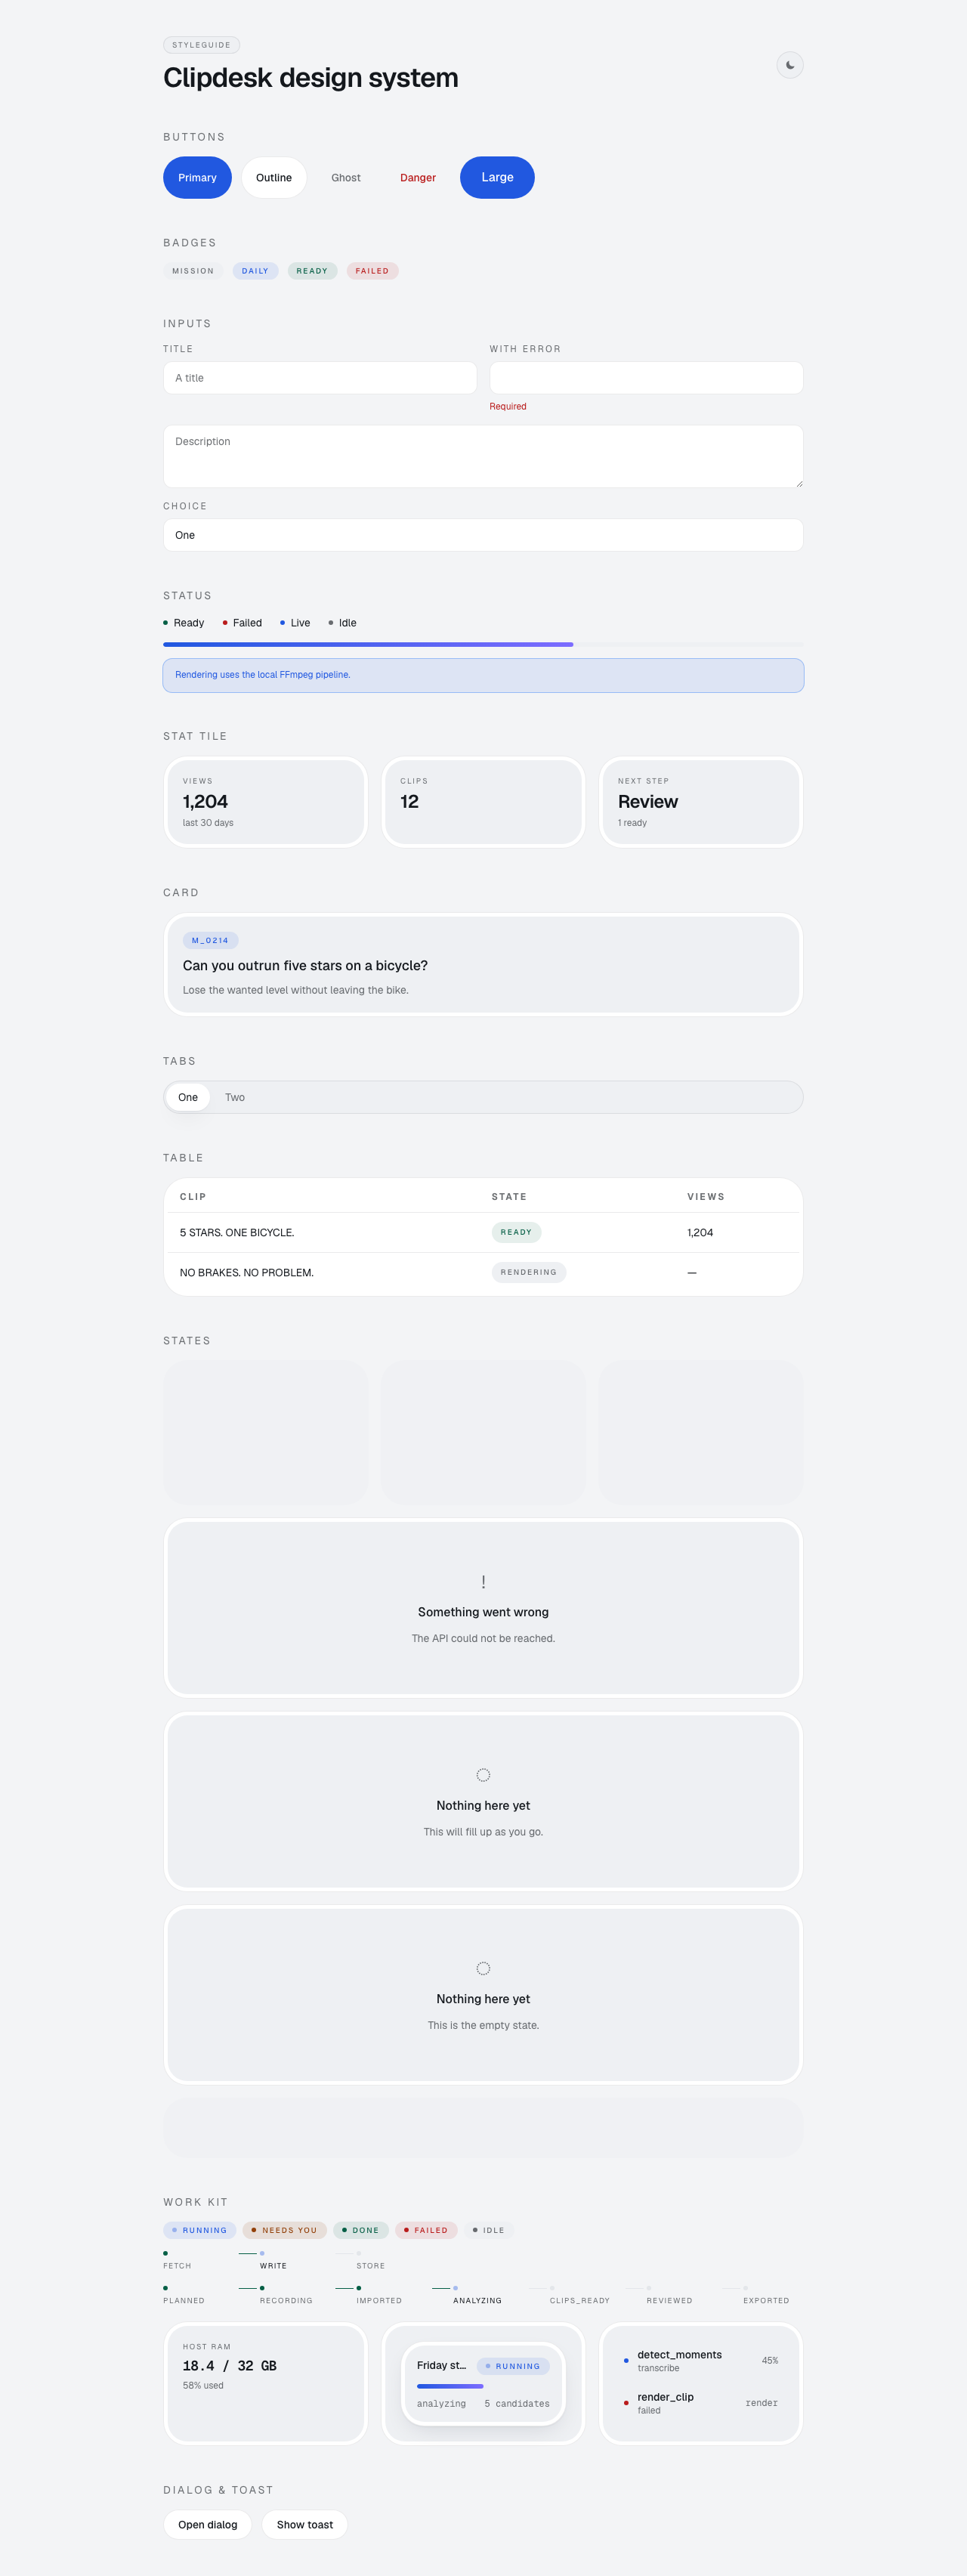 STYLEGUIDE
Clipdesk design system
BUTTONS
Primary Outline Ghost Danger Large
BADGES
MISSION DAILY READY FAILED
INPUTS
TITLE WITH ERROR
A title
Required
Description
CHOICE
One
STATUS
Ready Failed Live Idle
Rendering uses the local FFmpeg pipeline.
STAT TILE
VIEWS CLIPS NEXT STEP
1,204 12 Review
last 30 days 1 ready
CARD
M_0214
Can you outrun five stars on a bicycle?
Lose the wanted level without leaving the bike.
TABS
One Two
TABLE
CLIP STATE VIEWS
5 STARS. ONE BICYCLE. READY 1,204
NO BRAKES. NO PROBLEM. RENDERING —
STATES
!
Something went wrong
The API could not be reached.
Nothing here yet
This will fill up as you go.
Nothing here yet
This is the empty state.
WORK KIT
RUNNING NEEDS YOU DONE FAILED IDLE
FETCH WRITE STORE
PLANNED RECORDING IMPORTED ANALYZING CLIPS_READY REVIEWED EXPORTED
HOST RAM
18.4 / 32 GB
58% used
Friday st... RUNNING
analyzing 5 candidates
detect_moments 45%
transcribe
render_clip render
failed
DIALOG & TOAST
Open dialog Show toast